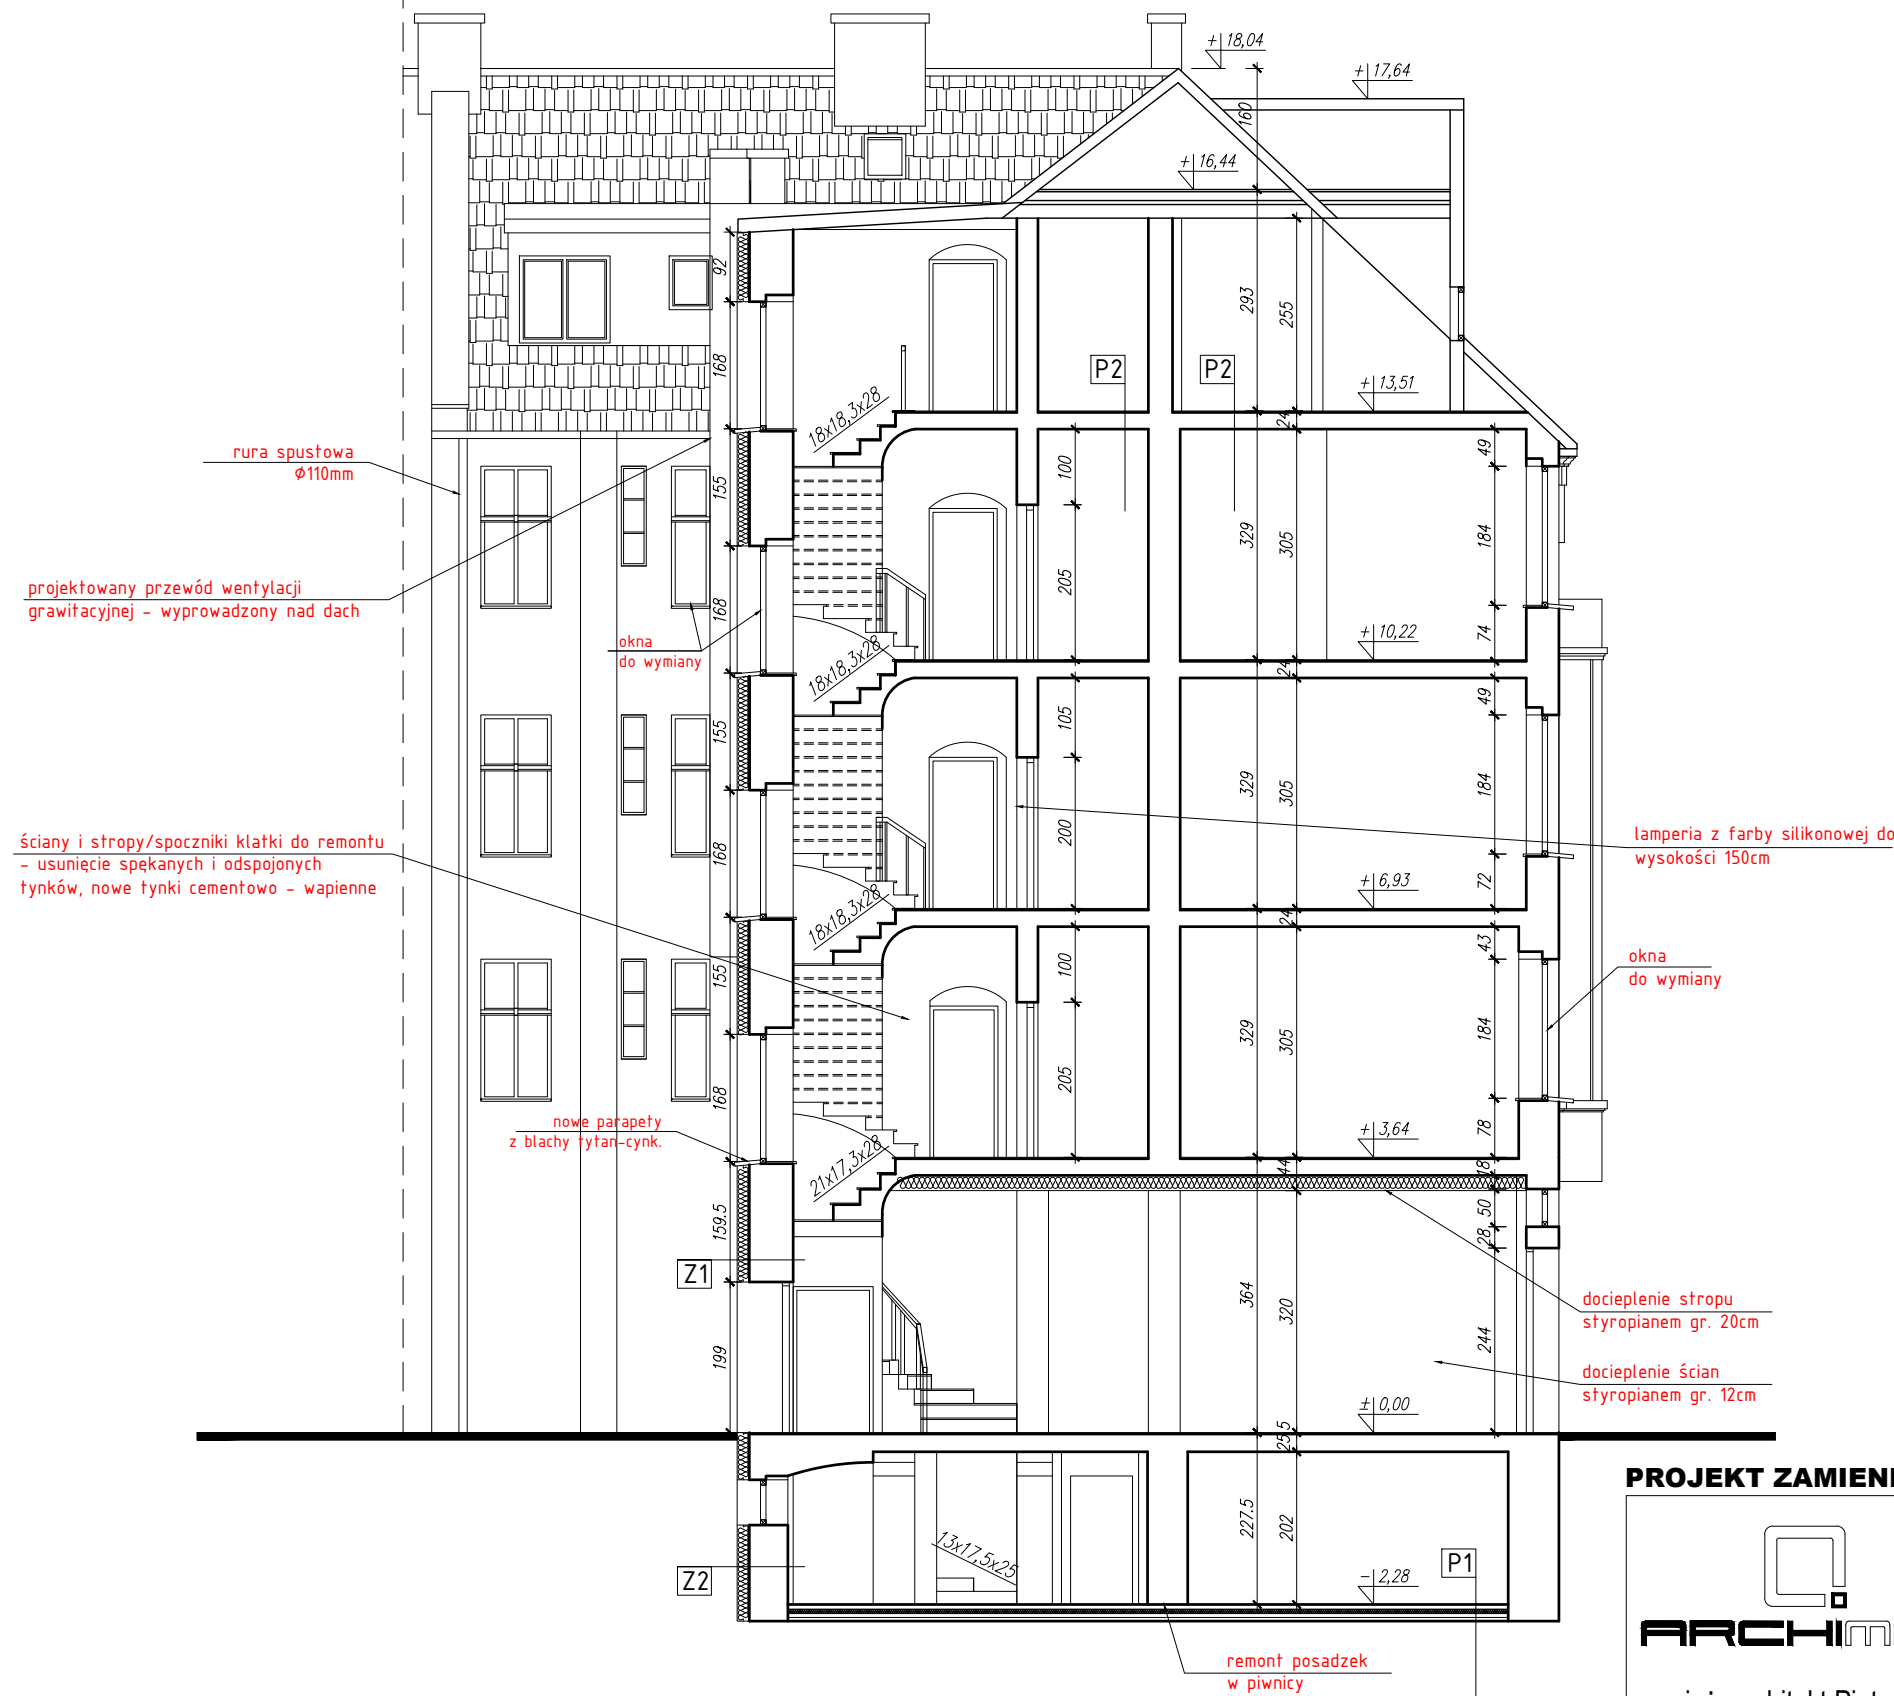 +18,04
+17,64
160
+16,44
92
293
255
168
P2
P2
+13,51
18x18,3x28
24
49
rura spustowa
Ø110mm
155
100
329
305
184
projektowany przewód wentylacji
grawitacyjnej - wyprowadzony nad dach
168
205
okna
do wymiany
+10,22
74
18x18,3x28
24
49
155
105
329
305
184
ściany i stropy/spoczniki klatki do remontu
- usunięcie spękanych i odspojonych
tynków, nowe tynki cementowo - wapienne
168
200
lamperia z farby silikonowej do
wysokości 150cm
+6,93
72
18x18,3x28
24
43
155
100
okna
do wymiany
329
305
184
168
205
nowe parapety
z blachy tytan-cynk.
+3,64
78
21x17,3x28
44
18
159.5
50
28
Z1
364
320
244
docieplenie stropu
styropianem gr. 20cm
199
docieplenie ścian
styropianem gr. 12cm
±0,00
25.5
PROJEKT ZAMIEN
227.5
202
13x17,5x25
P1
Z2
-2,28
ARCHIM
remont posadzek
w piwnicy